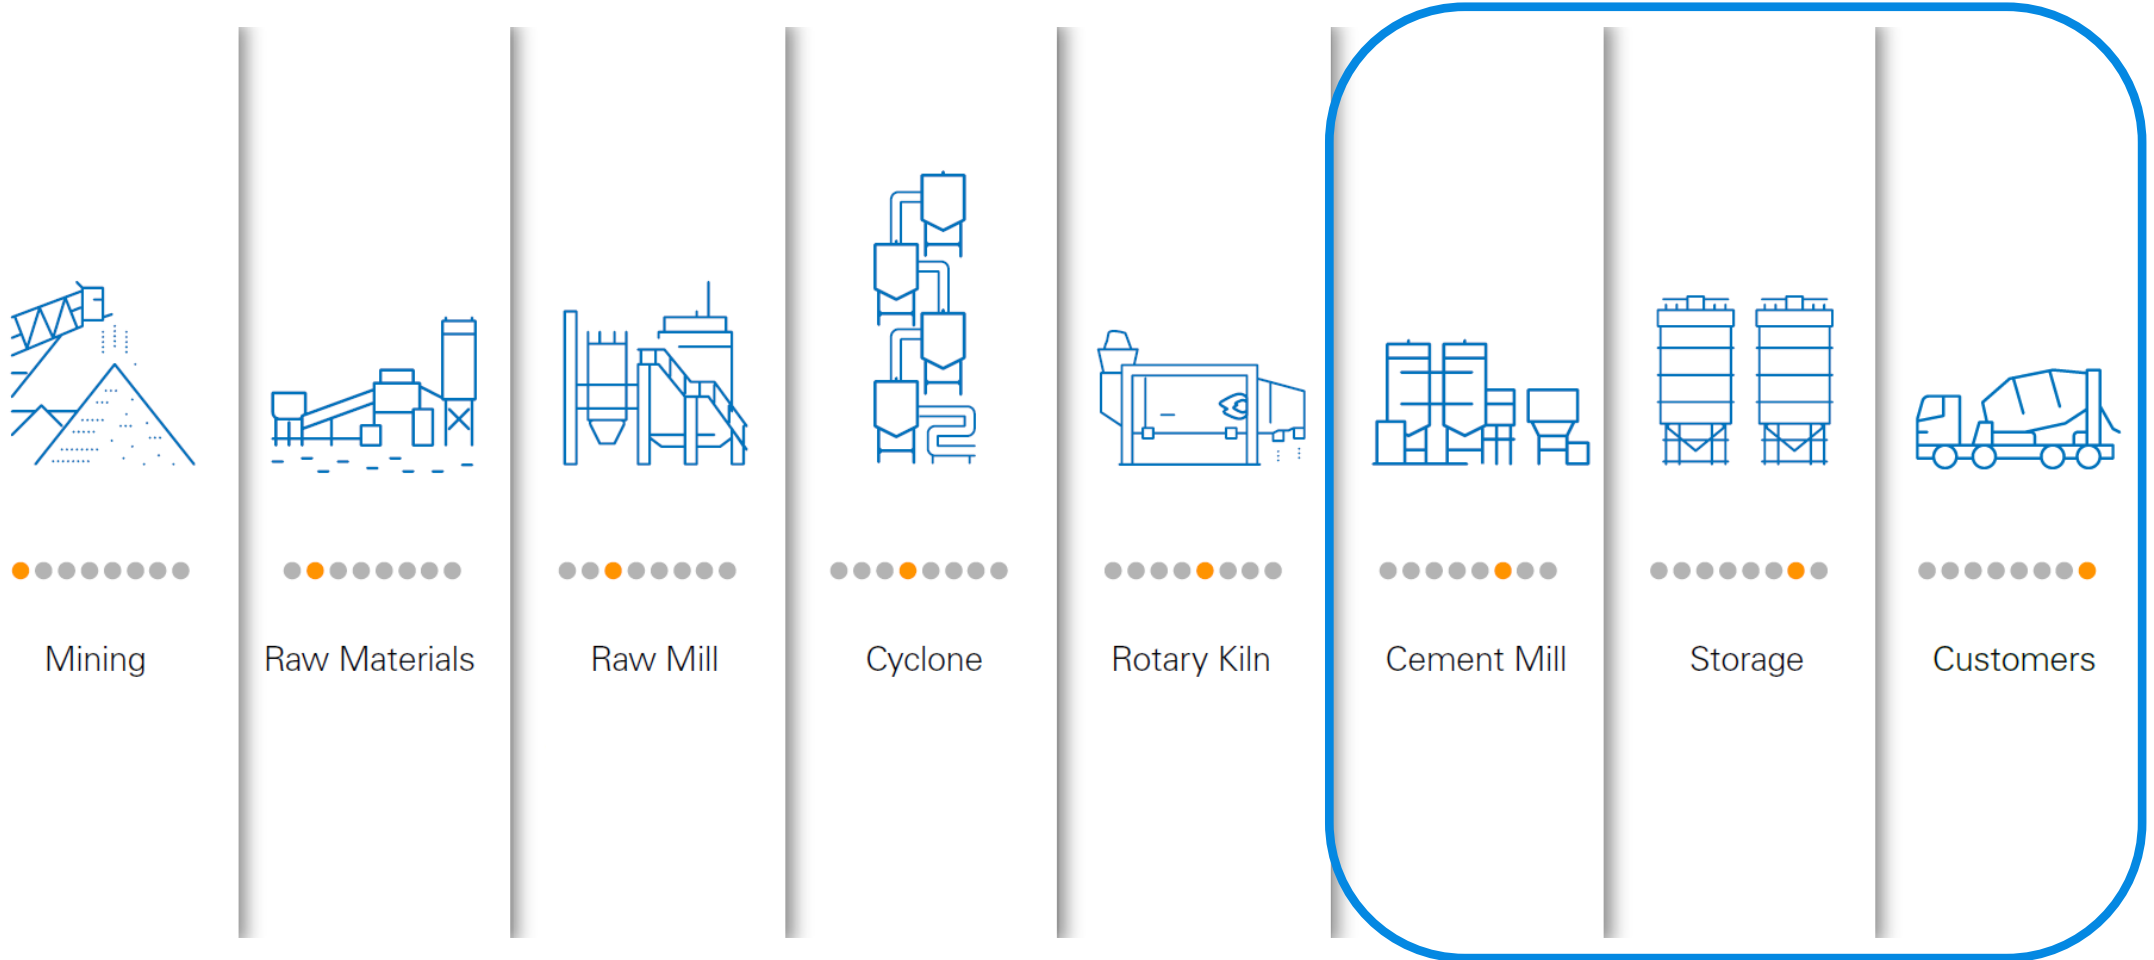 Mining
Raw Materials
Raw Mill
Cyclone
Rotary Kiln
Cement Mill
Storage
Customers